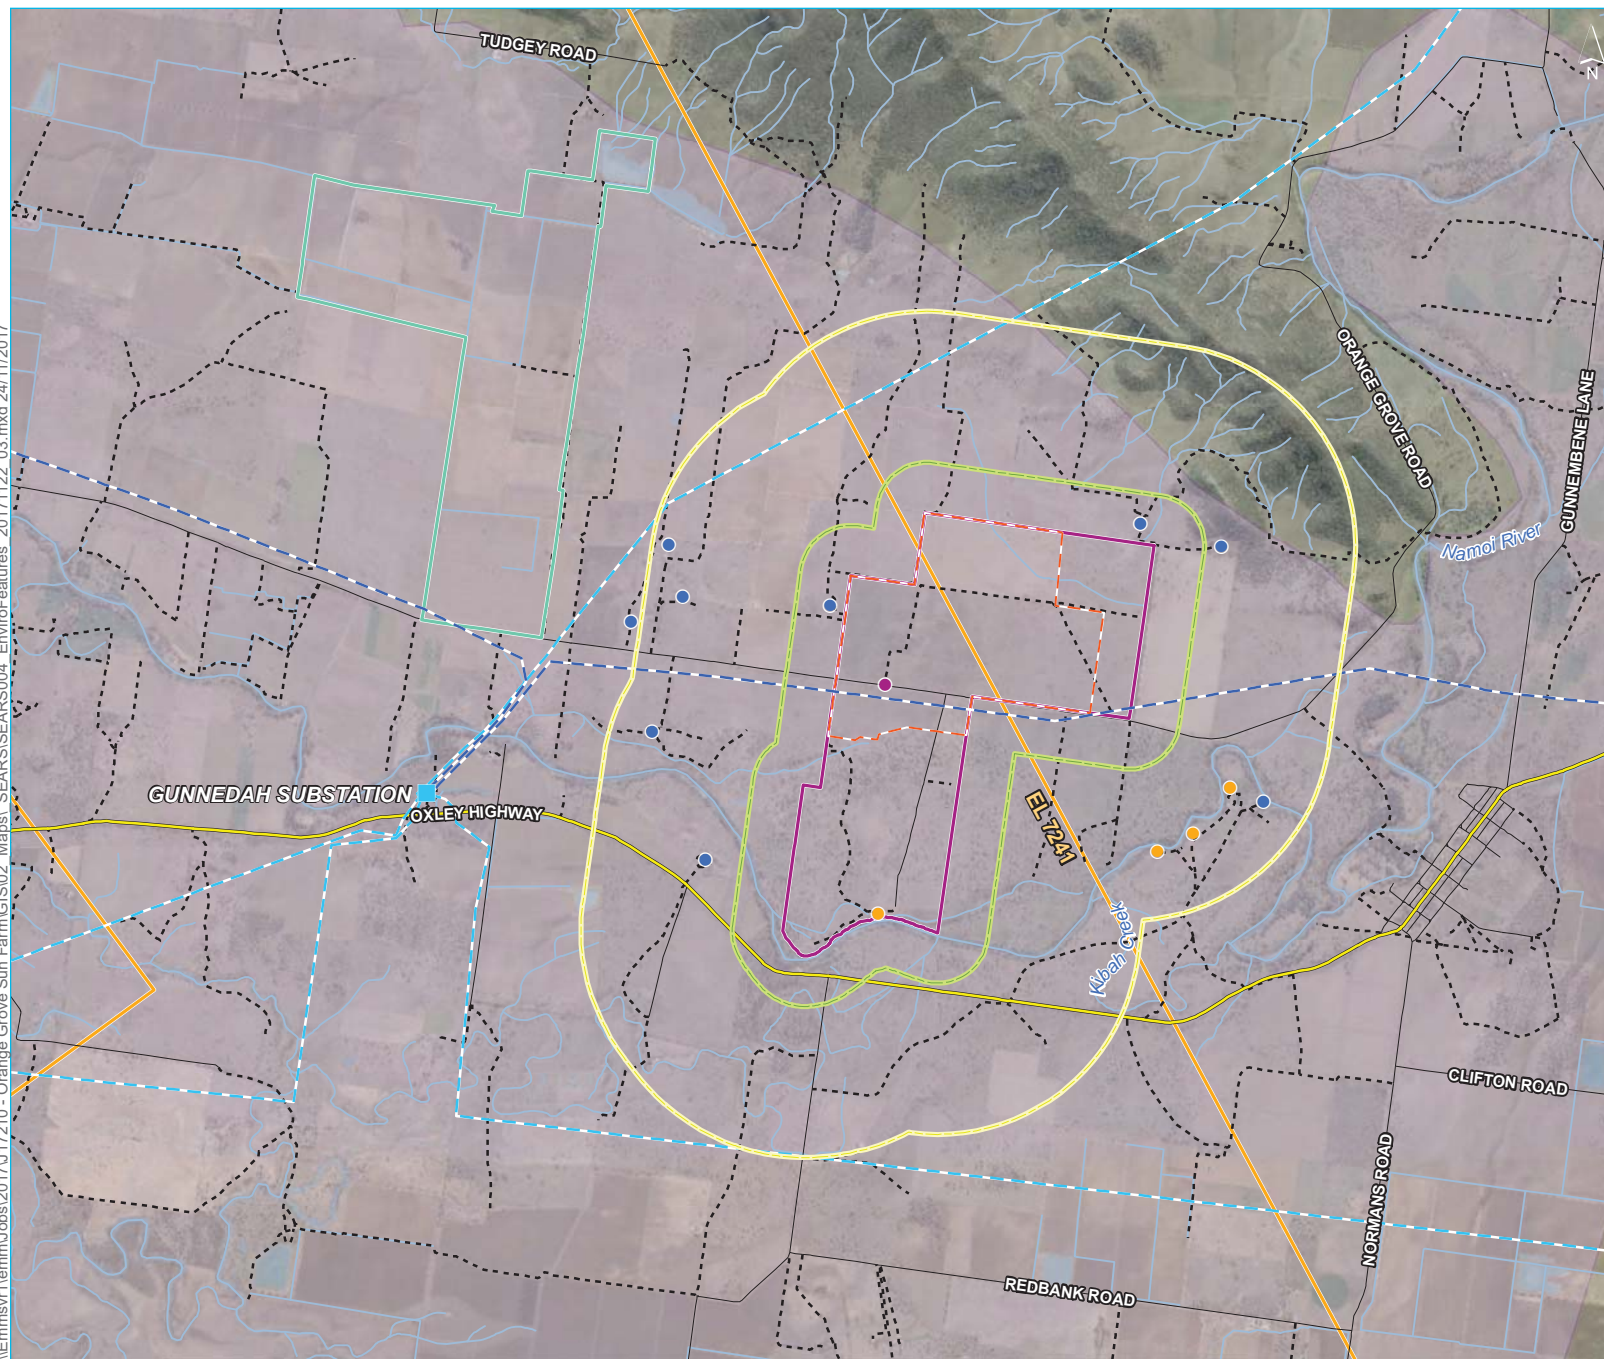 TUDGEY ROAD
N
ORANGE GROVE ROAD
GUNNEMBENE LANE
Namoi River
GUNNEDAH SUBSTATION
OXLEY HIGHWAY
EL 7241
Kibah Creek
CLIFTON ROAD
NORMANS ROAD
REDBANK ROAD